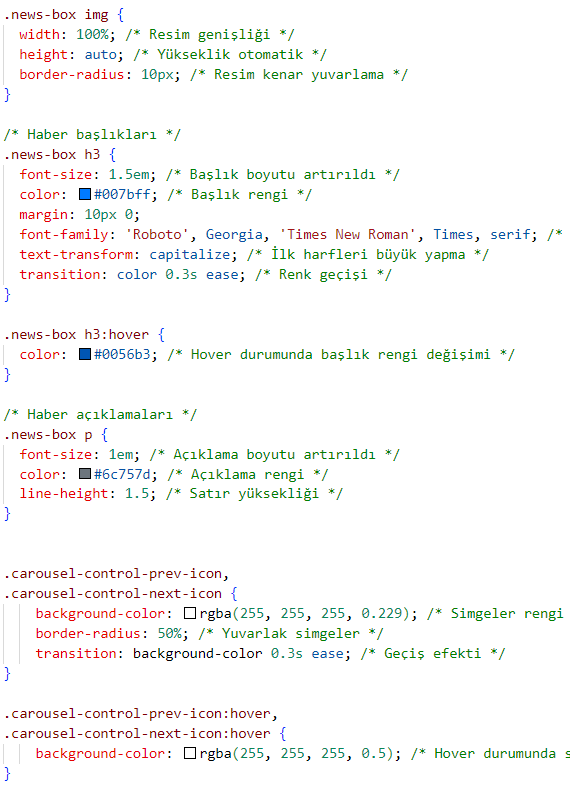 .news-box img {
width: 100%; /* Resim genişliği */
height: auto; /* Yükseklik otomatik */
border-radius: 10px; /* Resim kenar yuvarlama */
}
/* Haber başlıkları */
.news-box h3 {
font-size: 1.5em; /* Başlık boyutu artırıldı */
color: #007bff; /* Başlık rengi */
margin: 10px 0;
font-family: 'Roboto', Georgia, 'Times New Roman', Times, serif; /*
text-transform: capitalize; /* İlk harfleri büyük yapma */
transition: color 0.3s ease; /* Renk geçişi */
}
.news-box h3:hover {
color: #0056b3; /* Hover durumunda başlık rengi değişimi */
}
/* Haber açıklamaları */
.news-box p {
font-size: 1em; /* Açıklama boyutu artırıldı */
color: #6c757d; /* Açıklama rengi */
line-height: 1.5; /* Satır yüksekliği */
}
.carousel-control-prev-icon,
.carousel-control-next-icon {
background-color: rgba(255, 255, 255, 0.229); /* Simgeler rengi
border-radius: 50%; /* Yuvarlak simgeler */
transition: background-color 0.3s ease; /* Geçiş efekti */
}
.carousel-control-prev-icon:hover,
.carousel-control-next-icon:hover {
background-color: rgba(255, 255, 255, 0.5); /* Hover durumunda s
}